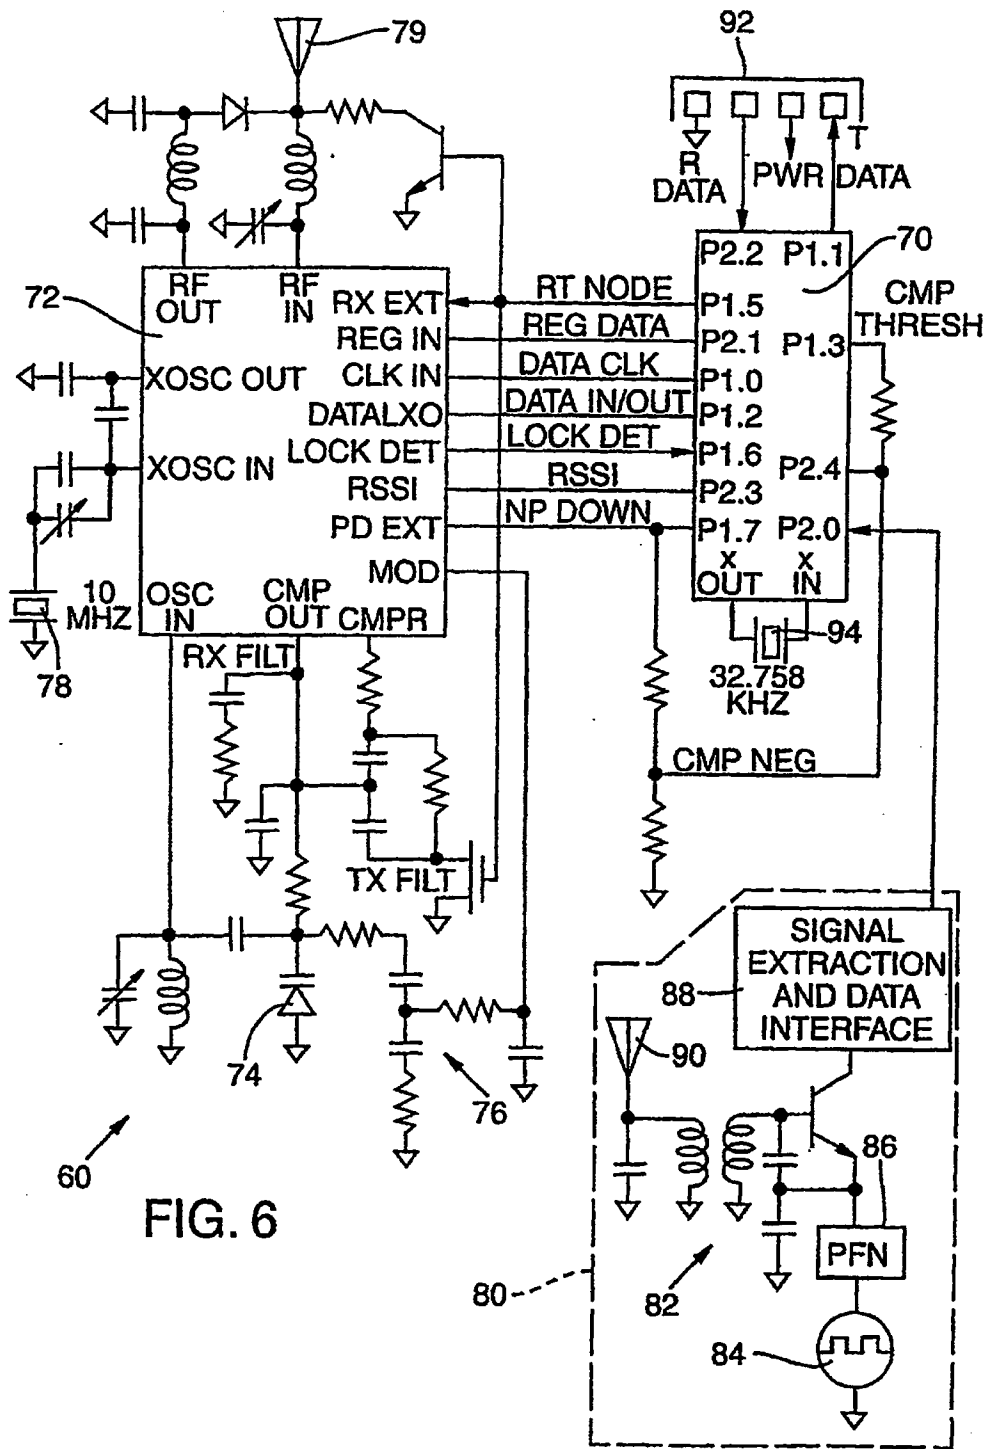 79
92
R
DATA
PWR
T
DATA
P2.2
P1.1
70
72
RF
OUT
RF
IN
RX EXT
RT NODE
P1.5
CMP
THRESH
REG IN
REG DATA
P2.1
P1.3
XOSC OUT
CLK IN
DATA CLK
P1.0
DATALXO
DATA IN/OUT
P1.2
LOCK DET
LOCK DET
P1.6
XOSC IN
P2.4
RSSI
RSSI
P2.3
PD EXT
NP DOWN
P1.7
P2.0
X
OUT
X
IN
MOD
10
MHZ
OSC
IN
CMP
OUT
CMPR
78
RX FILT
94
32.758
KHZ
CMP NEG
TX FILT
74
76
60
FIG. 6
SIGNAL
EXTRACTION
AND DATA
INTERFACE
88
90
86
PFN
80
82
84